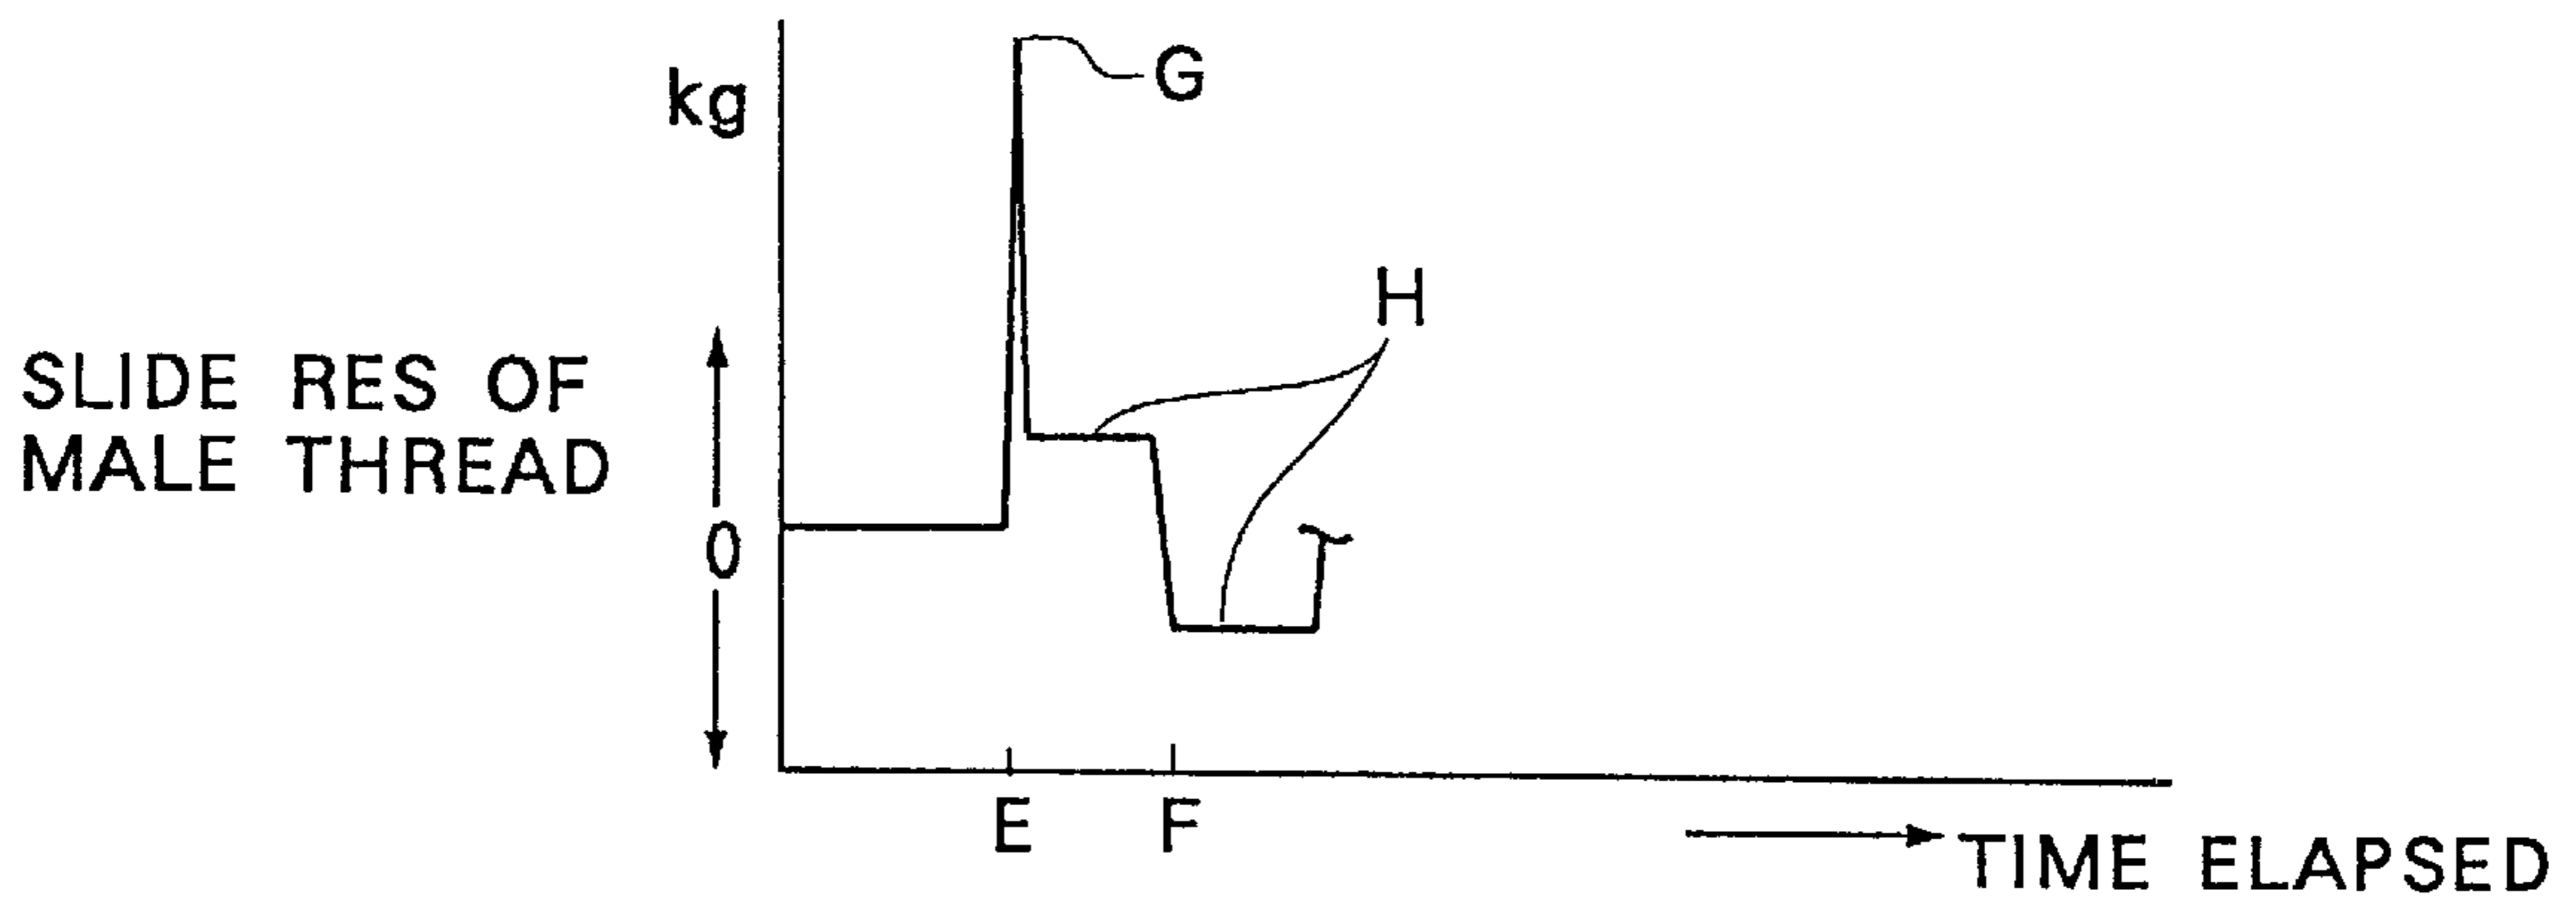 kg
G
H
SLIDE RES OF
MALE THREAD
0
E F
TIME ELAPSED